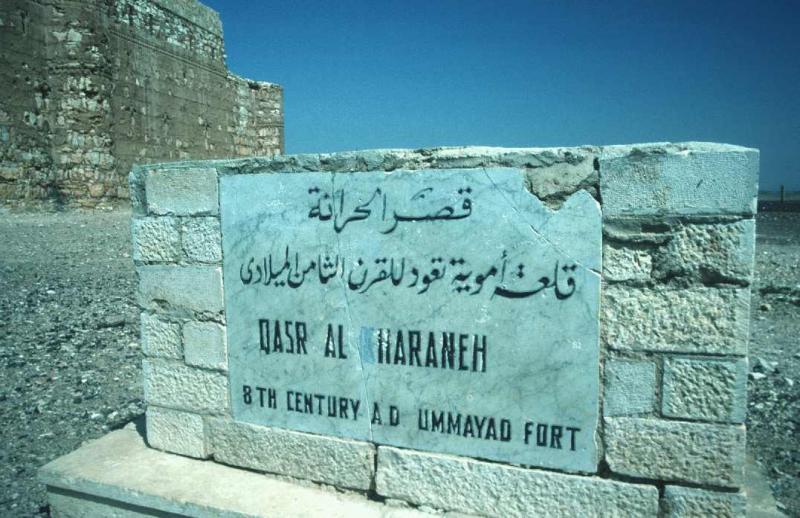 قصر الحرانة
قلعة أموية تعود للقرن الثامن الميلادى
QASR AL KHARANEH
8TH CENTURY A.D UMMAYAD FORT